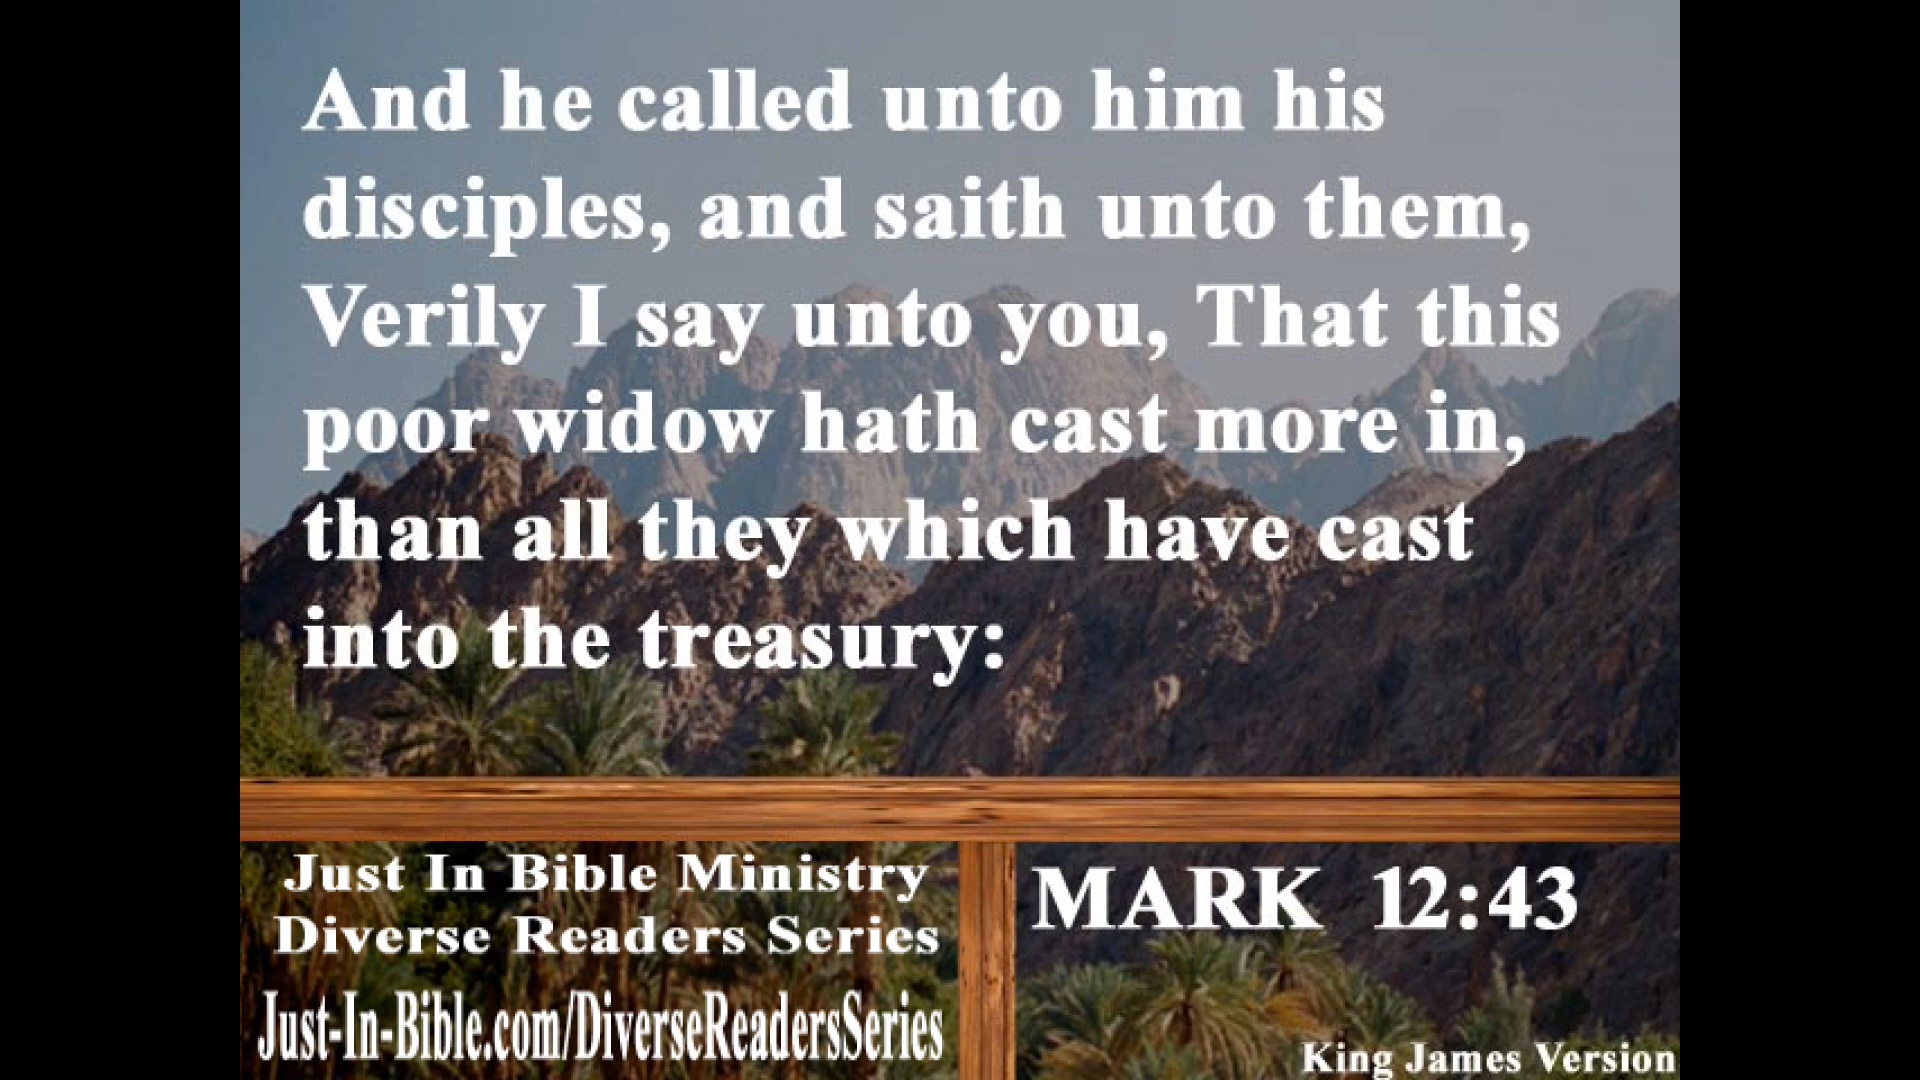 And he called unto him his
disciples, and saith unto them,
Verily I say unto you, That this
poor widow hath cast more in,
than all they which have cast
into the treasury:
Just In Bible Ministry
Diverse Readers Series
Just-In-Bible.com/DiverseReadersSeries
MARK 12:43
King James Version